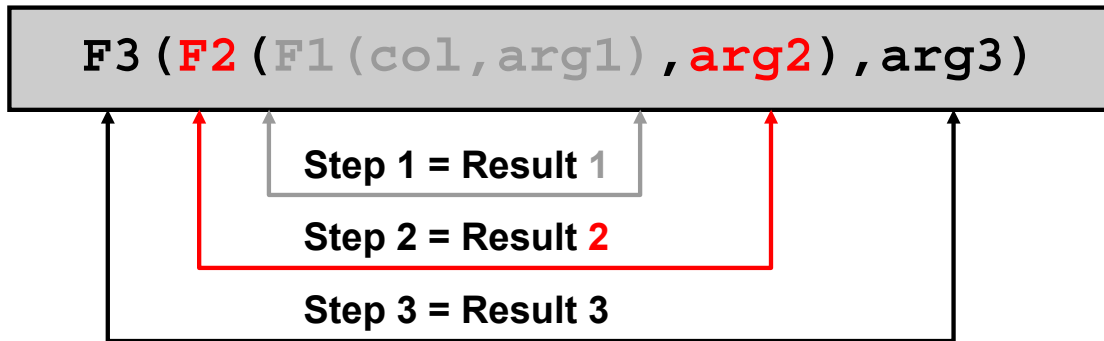 F3(F2(F1(col,arg1),arg2),arg3)
Step 1 = Result 1
Step 2 = Result 2
Step 3 = Result 3